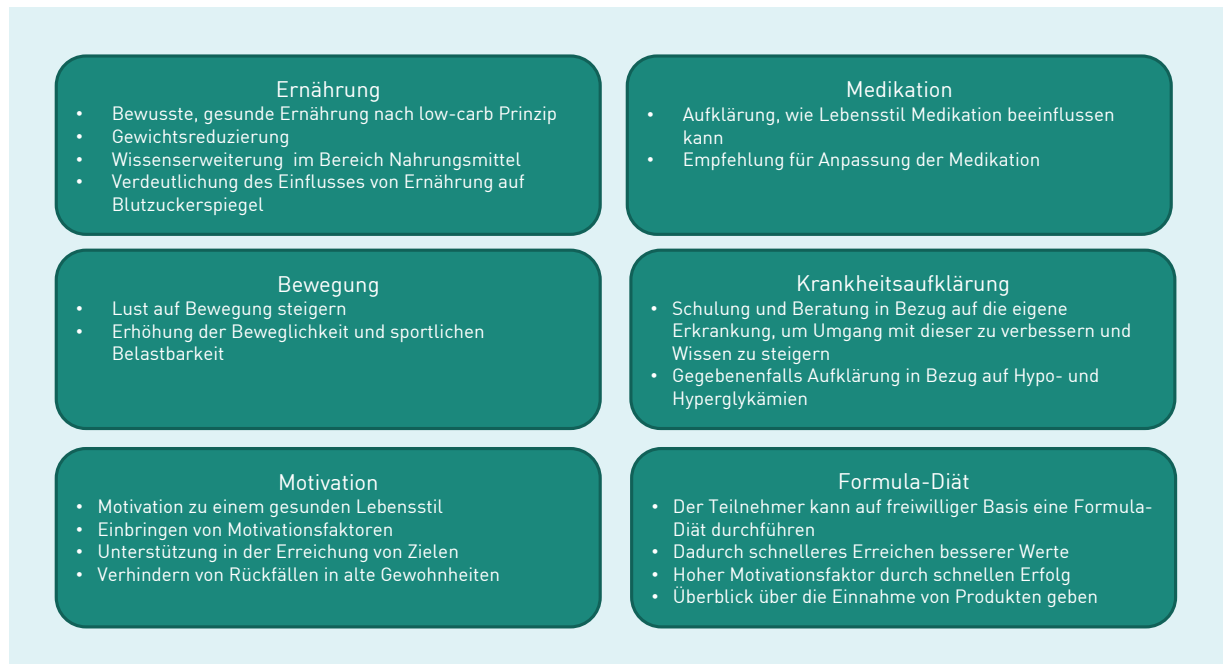 Ernährung
• Bewusste, gesunde Ernährung nach low-carb Prinzip
• Gewichtsreduzierung
• Wissenserweiterung im Bereich Nahrungsmittel
• Verdeutlichung des Einflusses von Ernährung auf
Blutzuckerspiegel
Medikation
• Aufklärung, wie Lebensstil Medikation beeinflussen
kann
• Empfehlung für Anpassung der Medikation
Bewegung
• Lust auf Bewegung steigern
• Erhöhung der Beweglichkeit und sportlichen
Belastbarkeit
Krankheitsaufklärung
• Schulung und Beratung in Bezug auf die eigene
Erkrankung, um Umgang mit dieser zu verbessern und
Wissen zu steigern
• Gegebenenfalls Aufklärung in Bezug auf Hypo- und
Hyperglykämien
Motivation
• Motivation zu einem gesunden Lebensstil
• Einbringen von Motivationsfaktoren
• Unterstützung in der Erreichung von Zielen
• Verhindern von Rückfällen in alte Gewohnheiten
Formula-Diät
• Der Teilnehmer kann auf freiwilliger Basis eine Formula-
Diät durchführen
• Dadurch schnelleres Erreichen besserer Werte
• Hoher Motivationsfaktor durch schnellen Erfolg
• Überblick über die Einnahme von Produkten geben